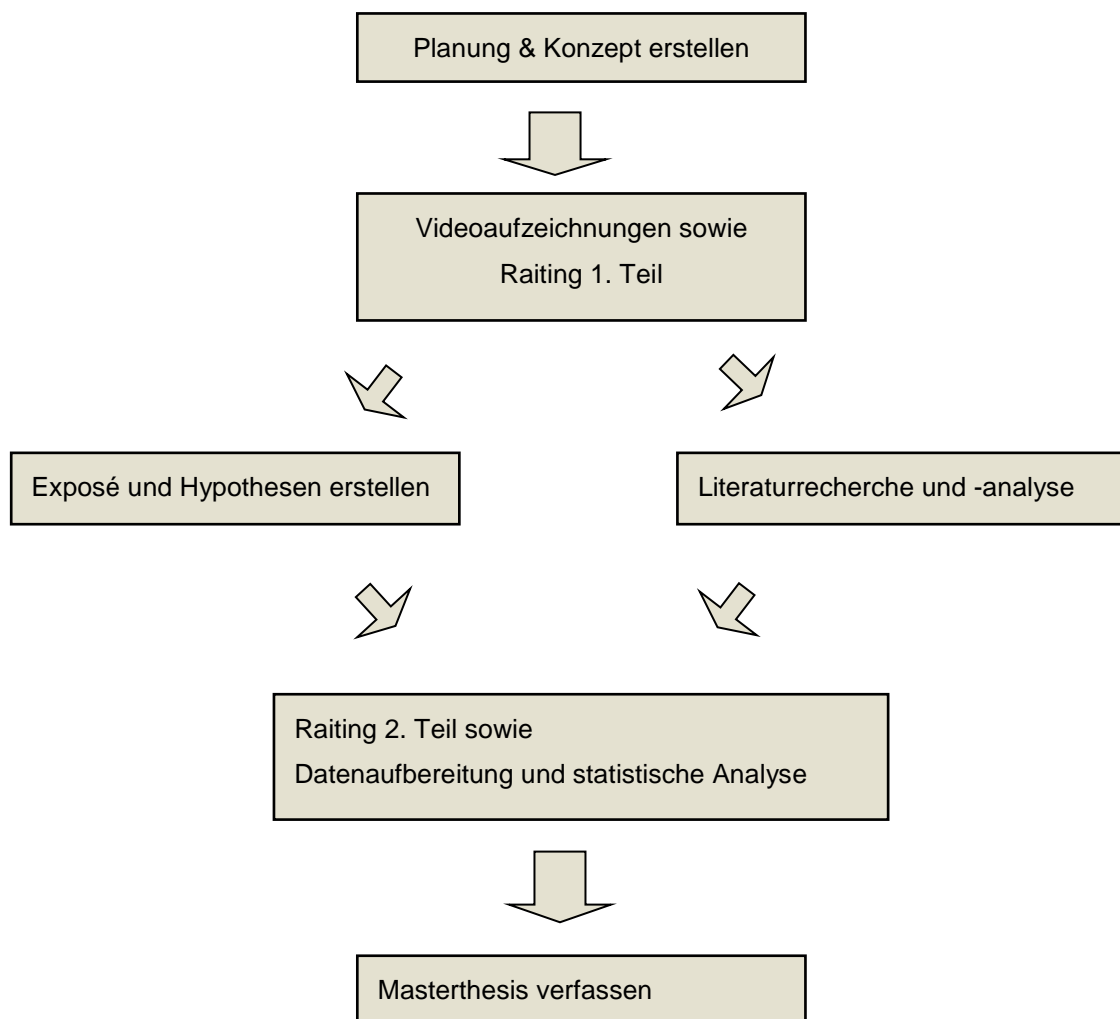 Planung & Konzept erstellen
Videoaufzeichnungen sowie
Raiting 1. Teil
Exposé und Hypothesen erstellen
Literaturrecherche und -analyse
Raiting 2. Teil sowie
Datenaufbereitung und statistische Analyse
Masterthesis verfassen